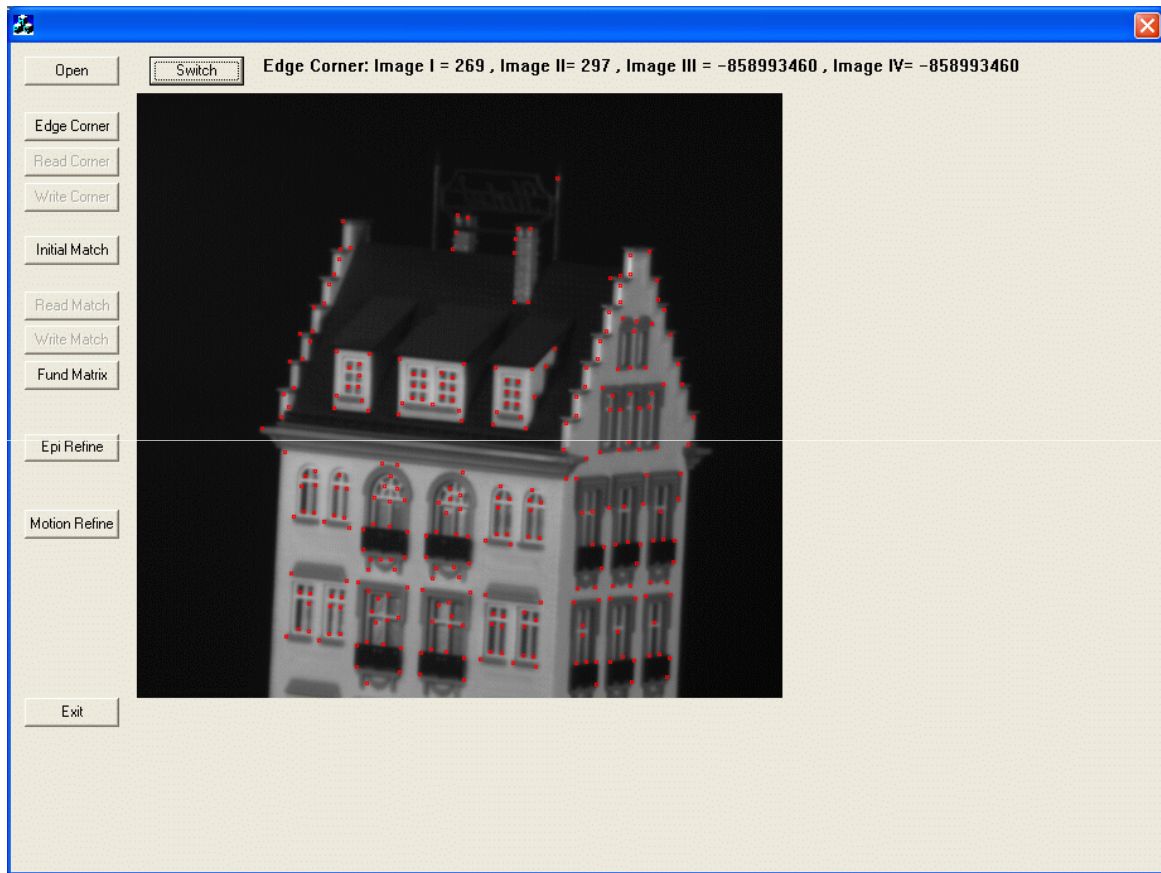 Open
Switch
Edge Corner: Image I = 269 , Image II= 297 , Image III = -858993460 , Image IV= -858993460
Edge Corner
Read Corner
Write Corner
Initial Match
Read Match
Write Match
Fund Matrix
Epi Refine
Motion Refine
Exit